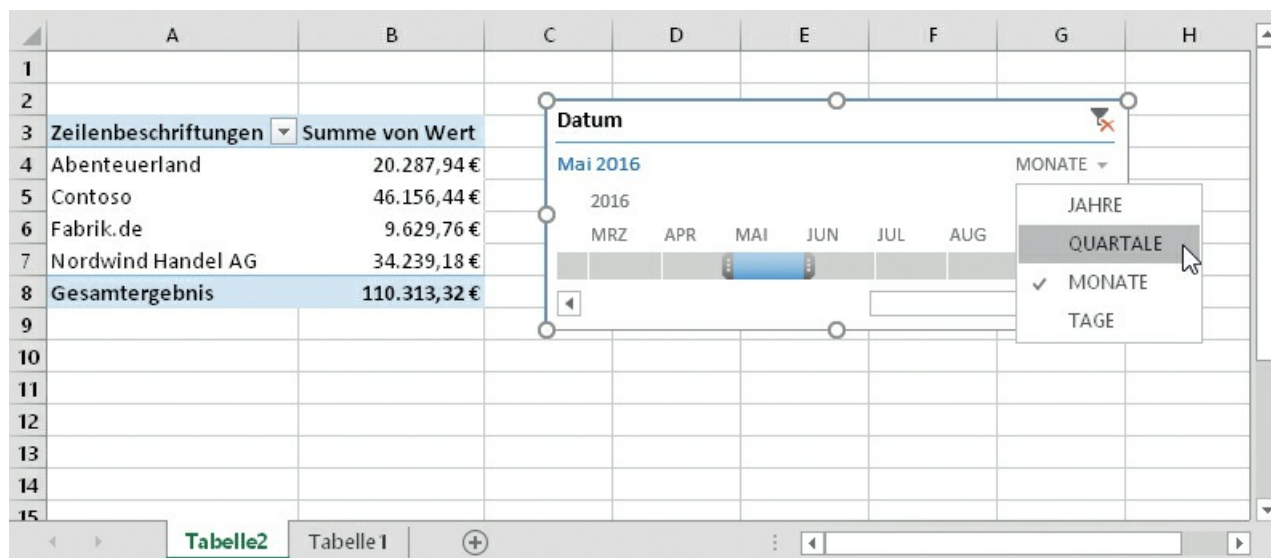 A B C D E F G H
1
2
3 Zeilenbeschriftungen Summe von Wert
4 Abenteuerland 20.287,94 €
5 Contoso 46.156,44 €
6 Fabrik.de 9.629,76 €
7 Nordwind Handel AG 34.239,18 €
8 Gesamtergebnis 110.313,32 €
9
10
11
12
13
14
15
Datum
Mai 2016 MONATE
2016
MRZ APR MAI JUN JUL AUG
JAHRE
QUARTALE
MONATE
TAGE
Tabelle2 Tabelle1